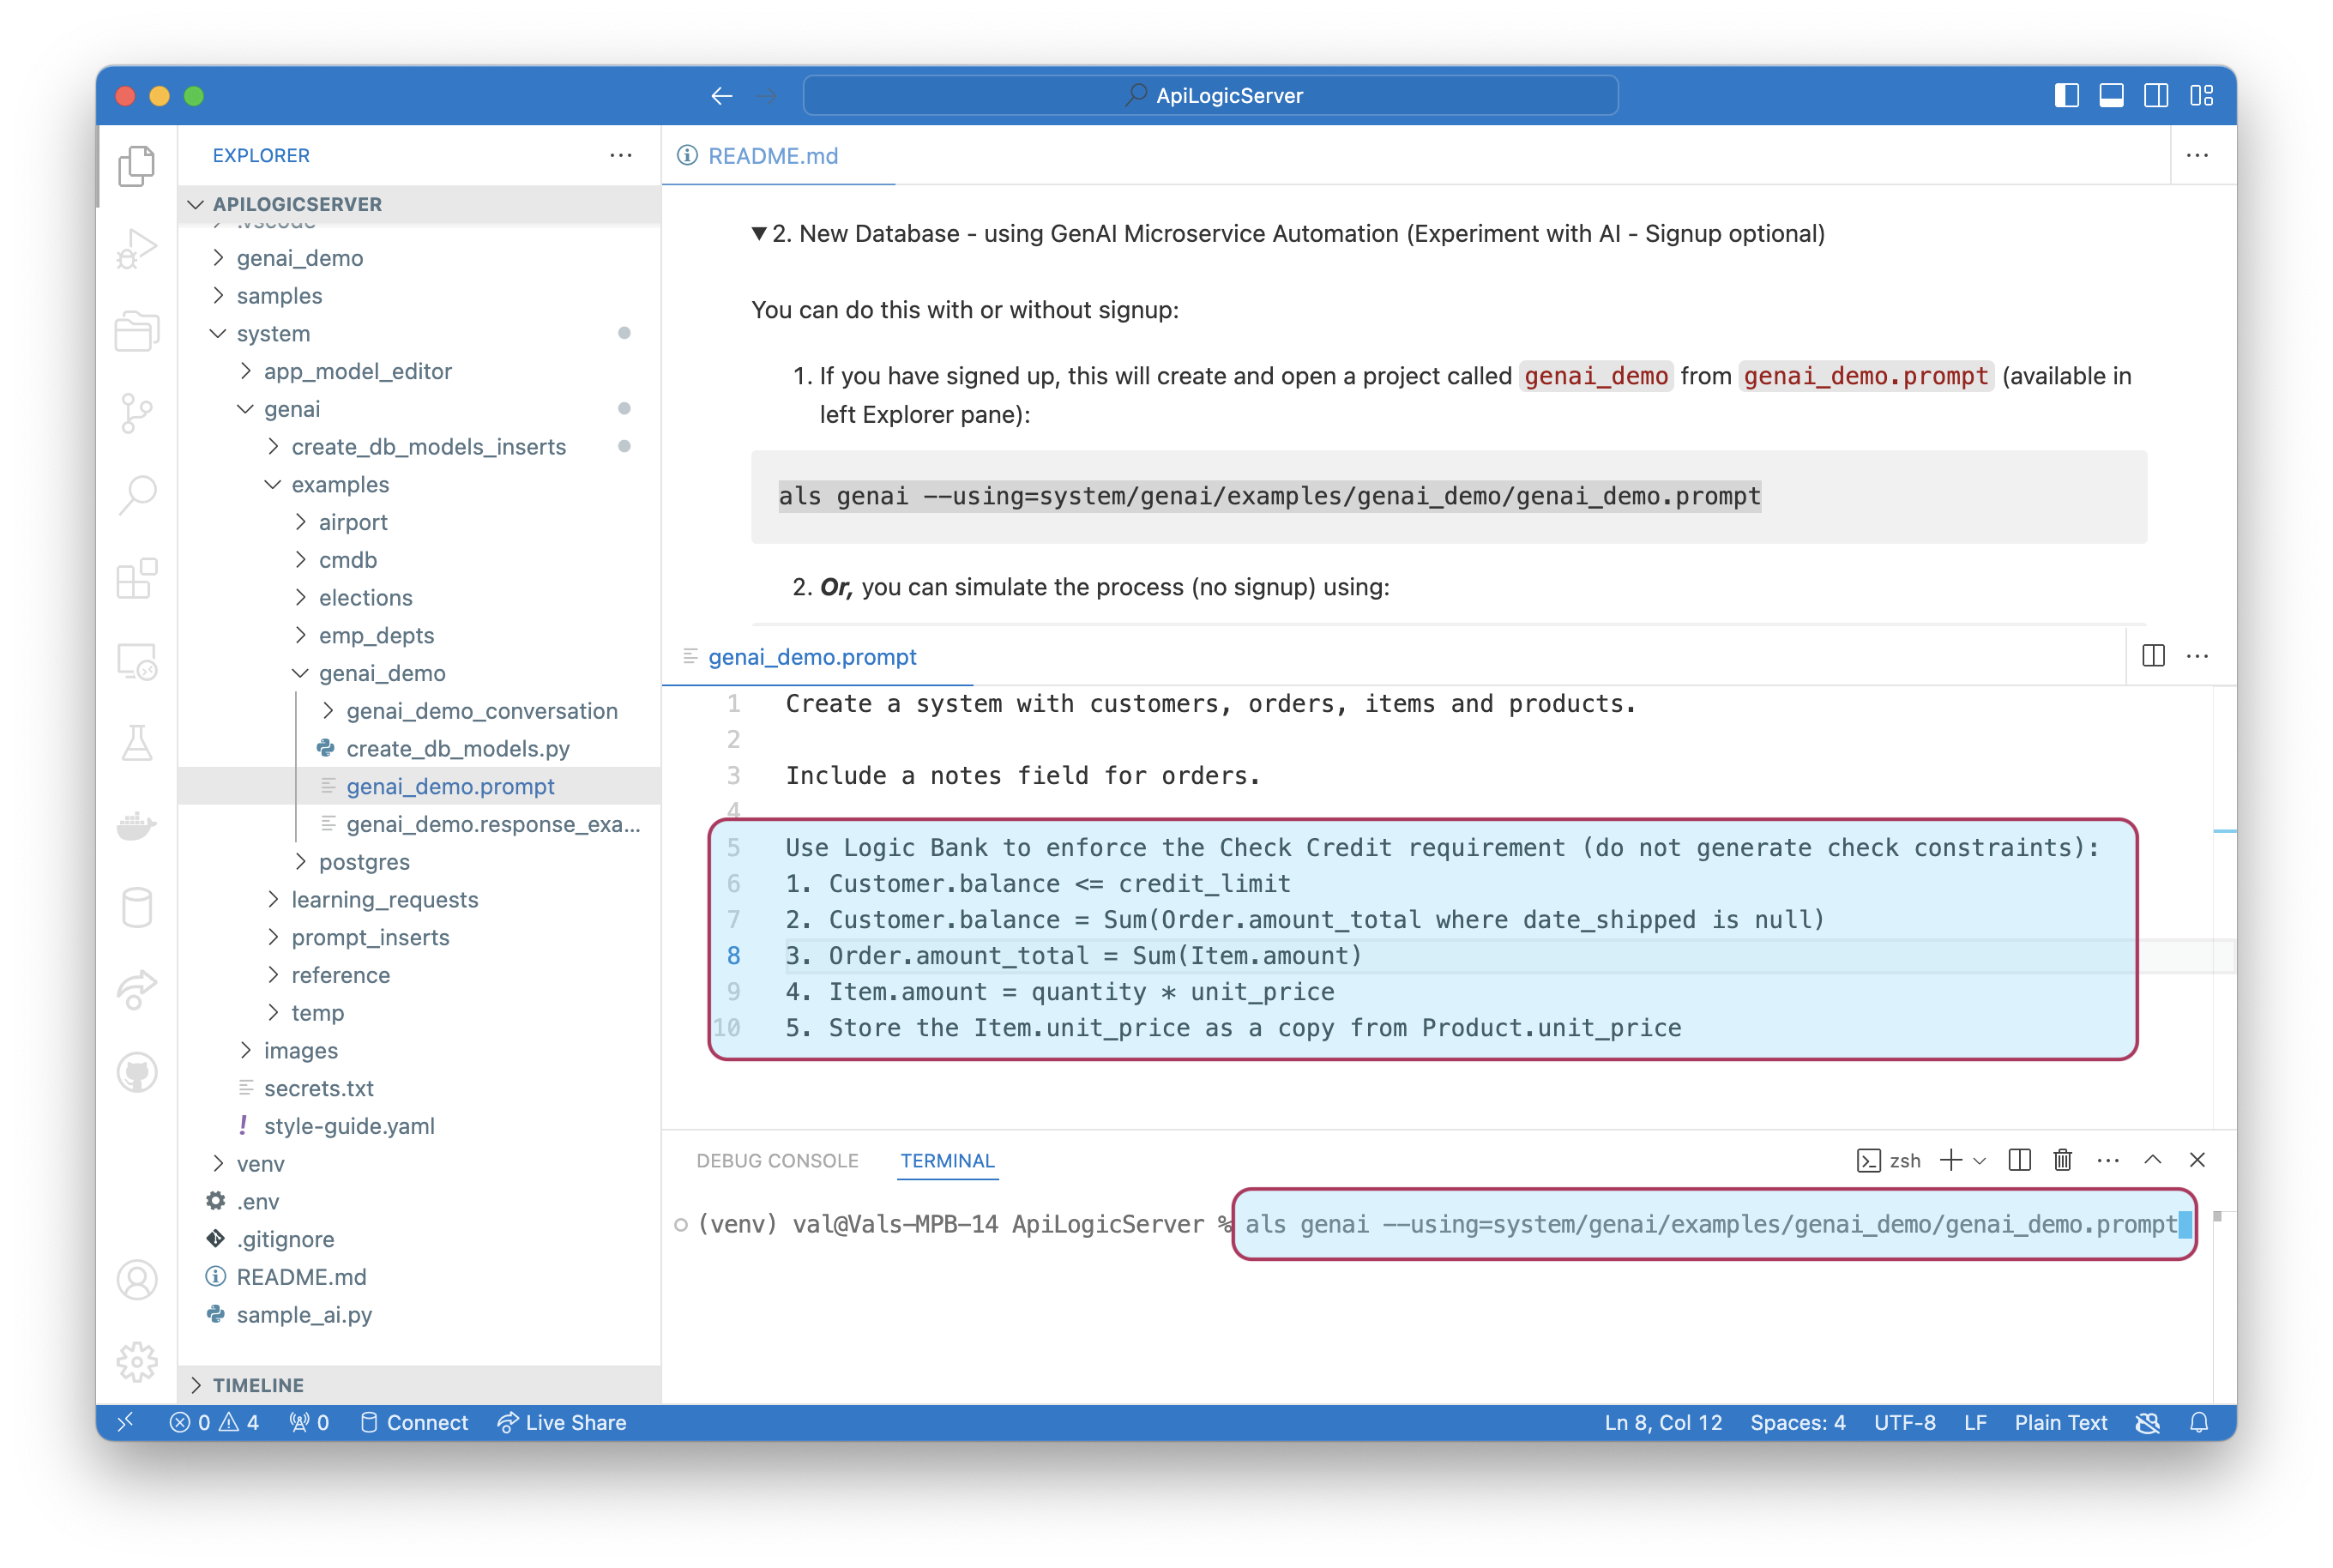 ApiLogicServer
EXPLORER
APILOGICSERVER
.vscode
genai_demo
samples
system
app_model_editor
genai
create_db_models_inserts
examples
airport
cmdb
elections
emp_depts
genai_demo
genai_demo_conversation
create_db_models.py
genai_demo.prompt
genai_demo.response_exa...
postgres
learning_requests
prompt_inserts
reference
temp
images
secrets.txt
style-guide.yaml
venv
.env
.gitignore
README.md
sample_ai.py
TIMELINE
README.md
2. New Database - using GenAI Microservice Automation (Experiment with AI - Signup optional)
You can do this with or without signup:
1. If you have signed up, this will create and open a project called genai_demo from genai_demo.prompt (available in
left Explorer pane):
als genai --using=system/genai/examples/genai_demo/genai_demo.prompt
2. Or, you can simulate the process (no signup) using:
genai_demo.prompt
1 Create a system with customers, orders, items and products.
2
3 Include a notes field for orders.
4
5 Use Logic Bank to enforce the Check Credit requirement (do not generate check constraints):
6 1. Customer.balance <= credit_limit
7 2. Customer.balance = Sum(Order.amount_total where date_shipped is null)
8 3. Order.amount_total = Sum(Item.amount)
9 4. Item.amount = quantity * unit_price
10 5. Store the Item.unit_price as a copy from Product.unit_price
DEBUG CONSOLE TERMINAL zsh
(venv) val@Vals-MPB-14 ApiLogicServer % als genai --using=system/genai/examples/genai_demo/genai_demo.prompt
0 4 0 Connect Live Share Ln 8, Col 12 Spaces: 4 UTF-8 LF Plain Text